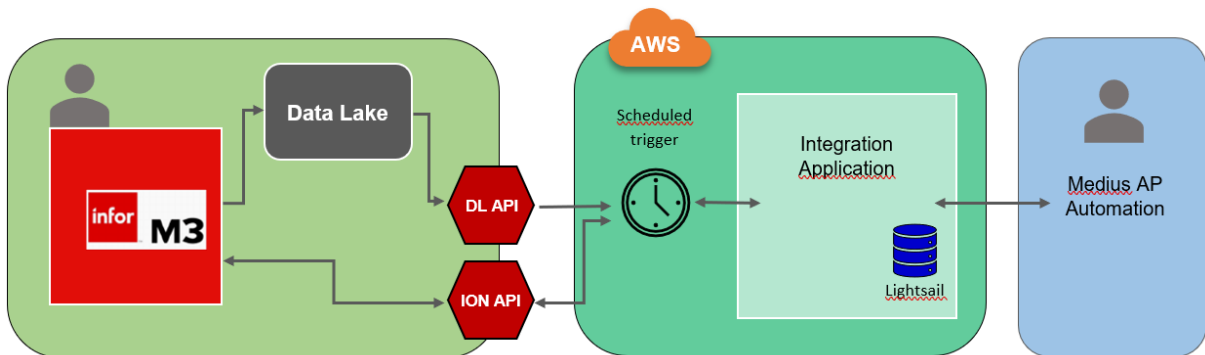 AWS
Data Lake
Scheduled
trigger
Integration
Application
infor
M3
DL API
Medius AP
Automation
ION API
Lightsail